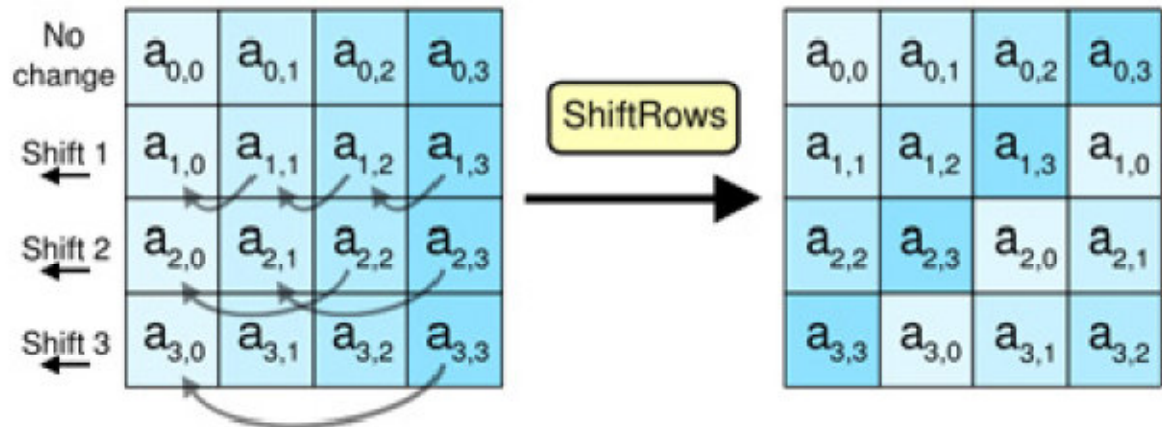 No
change
a0,0 a0,1 a0,2 a0,3
Shift 1
a1,0 a1,1 a1,2 a1,3
Shift 2
a2,0 a2,1 a2,2 a2,3
Shift 3
a3,0 a3,1 a3,2 a3,3
ShiftRows
a0,0 a0,1 a0,2 a0,3
a1,1 a1,2 a1,3 a1,0
a2,2 a2,3 a2,0 a2,1
a3,3 a3,0 a3,1 a3,2